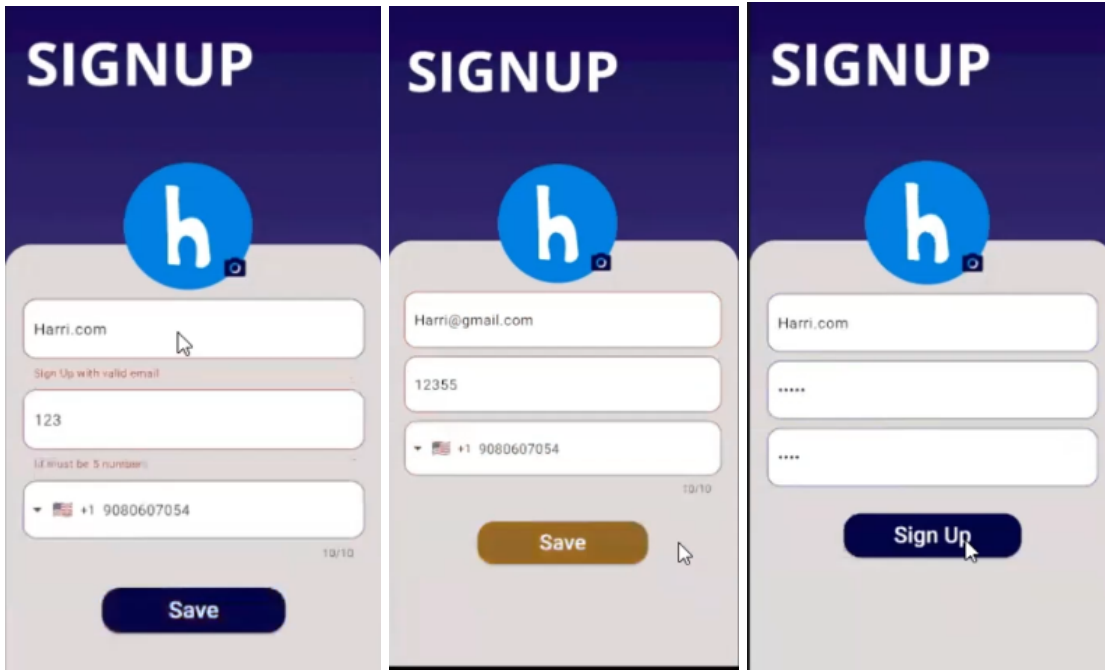 SIGNUP
h
Harri.com
Sign Up with valid email
123
Id must be 5 number
+1 9080607054
10/10
Save
SIGNUP
h
Harri@gmail.com
12355
+1 9080607054
10/10
Save
SIGNUP
h
Harri.com
•••••
••••
Sign Up